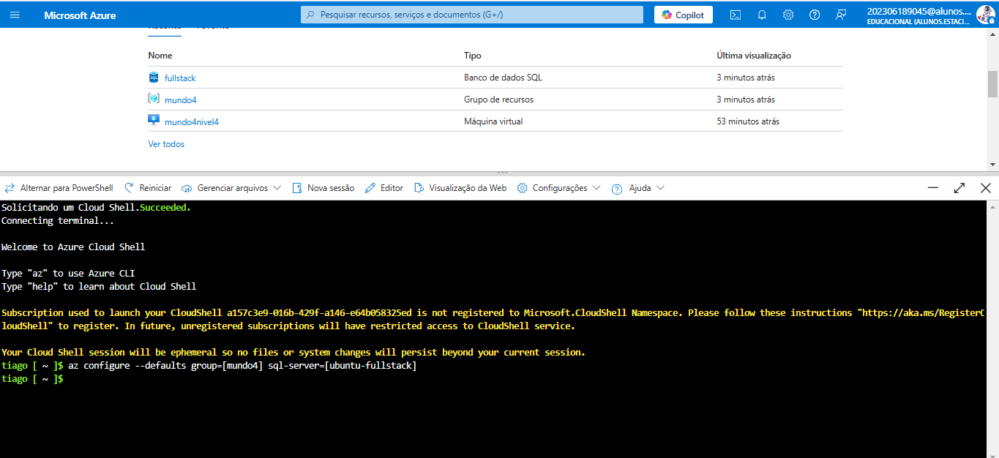 Microsoft Azure
Pesquisar recursos, serviços e documentos (G+/)
Copilot
202306189045@alunos....
EDUCACIONAL (ALUNOS.ESTACI...
Recente Favorito
Nome Tipo Última visualização
SQL fullstack Banco de dados SQL 3 minutos atrás
mundo4 Grupo de recursos 3 minutos atrás
mundo4nivel4 Máquina virtual 53 minutos atrás
Ver todos
Alternar para PowerShell Reiniciar Gerenciar arquivos Nova sessão Editor Visualização da Web Configurações Ajuda
Solicitando um Cloud Shell.Succeeded.
Connecting terminal...
Welcome to Azure Cloud Shell
Type "az" to use Azure CLI
Type "help" to learn about Cloud Shell
Subscription used to launch your CloudShell a157c3e9-016b-429f-a146-e64b058325ed is not registered to Microsoft.CloudShell Namespace. Please follow these instructions "https://aka.ms/RegisterC
loudShell" to register. In future, unregistered subscriptions will have restricted access to CloudShell service.
Your Cloud Shell session will be ephemeral so no files or system changes will persist beyond your current session.
tiago [ ~ ]$ az configure --defaults group=[mundo4] sql-server=[ubuntu-fullstack]
tiago [ ~ ]$